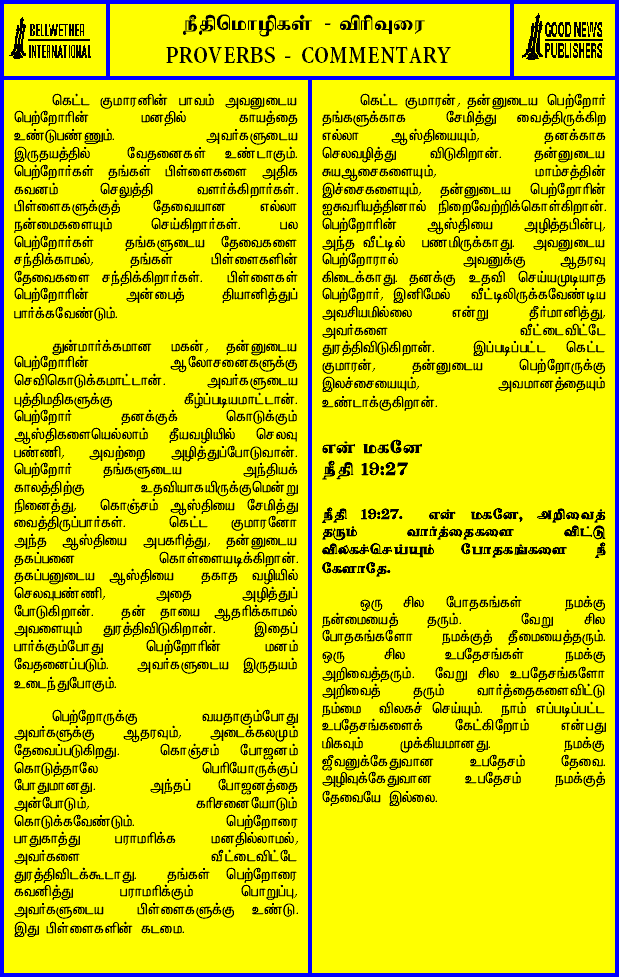 BELLWETHER
INTERNATIONAL
நீதிமொழிகள் - விரிவுரை
PROVERBS - COMMENTARY
GOOD NEWS
PUBLISHERS
கெட்ட குமாரனின் பாவம் அவனுடைய
பெற்றோரின் மனதில் காயத்தை
உண்டுபண்ணும். அவர்களுடைய
இருதயத்தில் வேதனைகள் உண்டாகும்.
பெற்றோர்கள் தங்கள் பிள்ளைகளை அதிக
கவனம் செலுத்தி வளர்க்கிறார்கள்.
பிள்ளைகளுக்குத் தேவையான எல்லா
நன்மைகளையும் செய்கிறார்கள். பல
பெற்றோர்கள் தங்களுடைய தேவைகளை
சந்திக்காமல், தங்கள் பிள்ளைகளின்
தேவைகளை சந்திக்கிறார்கள். பிள்ளைகள்
பெற்றோரின் அன்பைத் தியானித்துப்
பார்க்கவேண்டும்.
துன்மார்க்கமான மகன், தன்னுடைய
பெற்றோரின் ஆலோசனைகளுக்கு
செவிகொடுக்கமாட்டான். அவர்களுடைய
புத்திமதிகளுக்கு கீழ்ப்படியமாட்டான்.
பெற்றோர் தனக்குக் கொடுக்கும்
ஆஸ்திகளையெல்லாம் தீயவழியில் செலவு
பண்ணி, அவற்றை அழித்துப்போடுவான்.
பெற்றோர் தங்களுடைய அந்தியக்
காலத்திற்கு உதவியாகயிருக்குமென்று
நினைத்து, கொஞ்சம் ஆஸ்தியை சேமித்து
வைத்திருப்பார்கள். கெட்ட குமாரனோ
அந்த ஆஸ்தியை அபகரித்து, தன்னுடைய
தகப்பனை கொள்ளையடிக்கிறான்.
தகப்பனுடைய ஆஸ்தியை தகாத வழியில்
செலவுபண்ணி, அதை அழித்துப்
போடுகிறான். தன் தாயை ஆதரிக்காமல்
அவளையும் துரத்திவிடுகிறான். இதைப்
பார்க்கும்போது பெற்றோரின் மனம்
வேதனைப்படும். அவர்களுடைய இருதயம்
உடைந்துபோகும்.
பெற்றோருக்கு வயதாகும்போது
அவர்களுக்கு ஆதரவும், அடைக்கலமும்
தேவைப்படுகிறது. கொஞ்சம் போஜனம்
கொடுத்தாலே பெரியோருக்குப்
போதுமானது. அந்தப் போஜனத்தை
அன்போடும், கரிசனையோடும்
கொடுக்கவேண்டும். பெற்றோரை
பாதுகாத்து பராமரிக்க மனதில்லாமல்,
அவர்களை வீட்டைவிட்டே
துரத்திவிடக்கூடாது. தங்கள் பெற்றோரை
கவனித்து பராமரிக்கும் பொறுப்பு,
அவர்களுடைய பிள்ளைகளுக்கு உண்டு.
இது பிள்ளைகளின் கடமை.
கெட்ட குமாரன், தன்னுடைய பெற்றோர்
தங்களுக்காக சேமித்து வைத்திருக்கிற
எல்லா ஆஸ்தியையும், தனக்காக
செலவழித்து விடுகிறான். தன்னுடைய
சுயஆசைகளையும், மாம்சத்தின்
இச்சைகளையும், தன்னுடைய பெற்றோரின்
ஐசுவரியத்தினால் நிறைவேற்றிக்கொள்கிறான்.
பெற்றோரின் ஆஸ்தியை அழித்தபின்பு,
அந்த வீட்டில் பணமிருக்காது. அவனுடைய
பெற்றோரால் அவனுக்கு ஆதரவு
கிடைக்காது. தனக்கு உதவி செய்யமுடியாத
பெற்றோர், இனிமேல் வீட்டிலிருக்கவேண்டிய
அவசியமில்லை என்று தீர்மானித்து,
அவர்களை வீட்டைவிட்டே
துரத்திவிடுகிறான். இப்படிப்பட்ட கெட்ட
குமாரன், தன்னுடைய பெற்றோருக்கு
இலச்சையையும், அவமானத்தையும்
உண்டாக்குகிறான்.
என் மகனே
நீதி 19:27
நீதி 19:27. என் மகனே, அறிவைத்
தரும் வார்த்தைகளை விட்டு
விலகச்செய்யும் போதகங்களை நீ
கேளாதே.
ஒரு சில போதகங்கள் நமக்கு
நன்மையைத் தரும். வேறு சில
போதகங்களோ நமக்குத் தீமையைத்தரும்.
ஒரு சில உபதேசங்கள் நமக்கு
அறிவைத்தரும். வேறு சில உபதேசங்களோ
அறிவைத் தரும் வார்த்தைகளைவிட்டு
நம்மை விலகச் செய்யும். நாம் எப்படிப்பட்ட
உபதேசங்களைக் கேட்கிறோம் என்பது
மிகவும் முக்கியமானது. நமக்கு
ஜீவனுக்கேதுவான உபதேசம் தேவை.
அழிவுக்கேதுவான உபதேசம் நமக்குத்
தேவையே இல்லை.